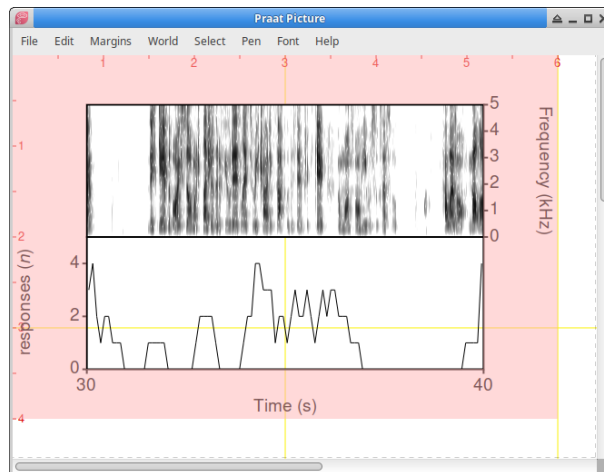 Praat Picture
File Edit Margins World Select Pen Font Help
1 2 3 4 5 6
1
2
3
4
5
4
3
2
1
0
Frequency (kHz)
responses (n)
4
2
0
30 40
Time (s)